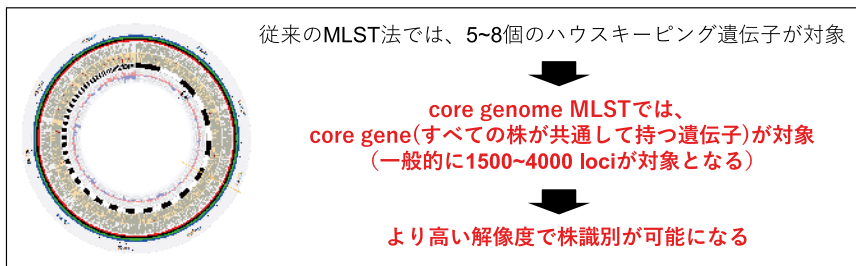 従来のMLST法では、5~8個のハウスキーピング遺伝子が対象
core genome MLSTでは、
core gene(すべての株が共通して持つ遺伝子)が対象
（一般的に1500~4000 lociが対象となる）
より高い解像度で株識別が可能になる